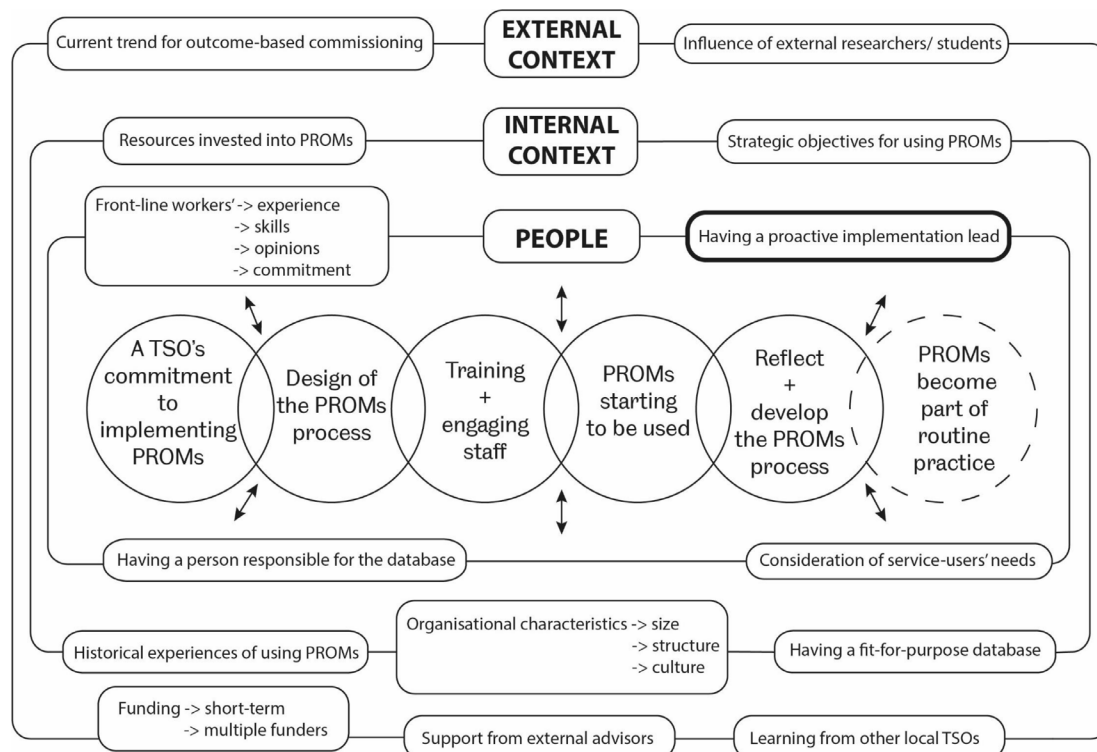 Current trend for outcome-based commissioning
EXTERNAL
CONTEXT
Influence of external researchers/ students
Resources invested into PROMs
INTERNAL
CONTEXT
Strategic objectives for using PROMs
Front-line workers' -> experience
-> skills
-> opinions
-> commitment
PEOPLE
Having a proactive implementation lead
A TSO's
commitment
to
implementing
PROMs
Design of
the PROMs
process
Training
+
engaging
staff
PROMs
starting
to be used
Reflect
+
develop
the PROMs
process
PROMs
become
part of
routine
practice
Having a person responsible for the database
Consideration of service-users' needs
Historical experiences of using PROMs
Organisational characteristics -> size
-> structure
-> culture
Having a fit-for-purpose database
Funding -> short-term
-> multiple funders
Support from external advisors
Learning from other local TSOs